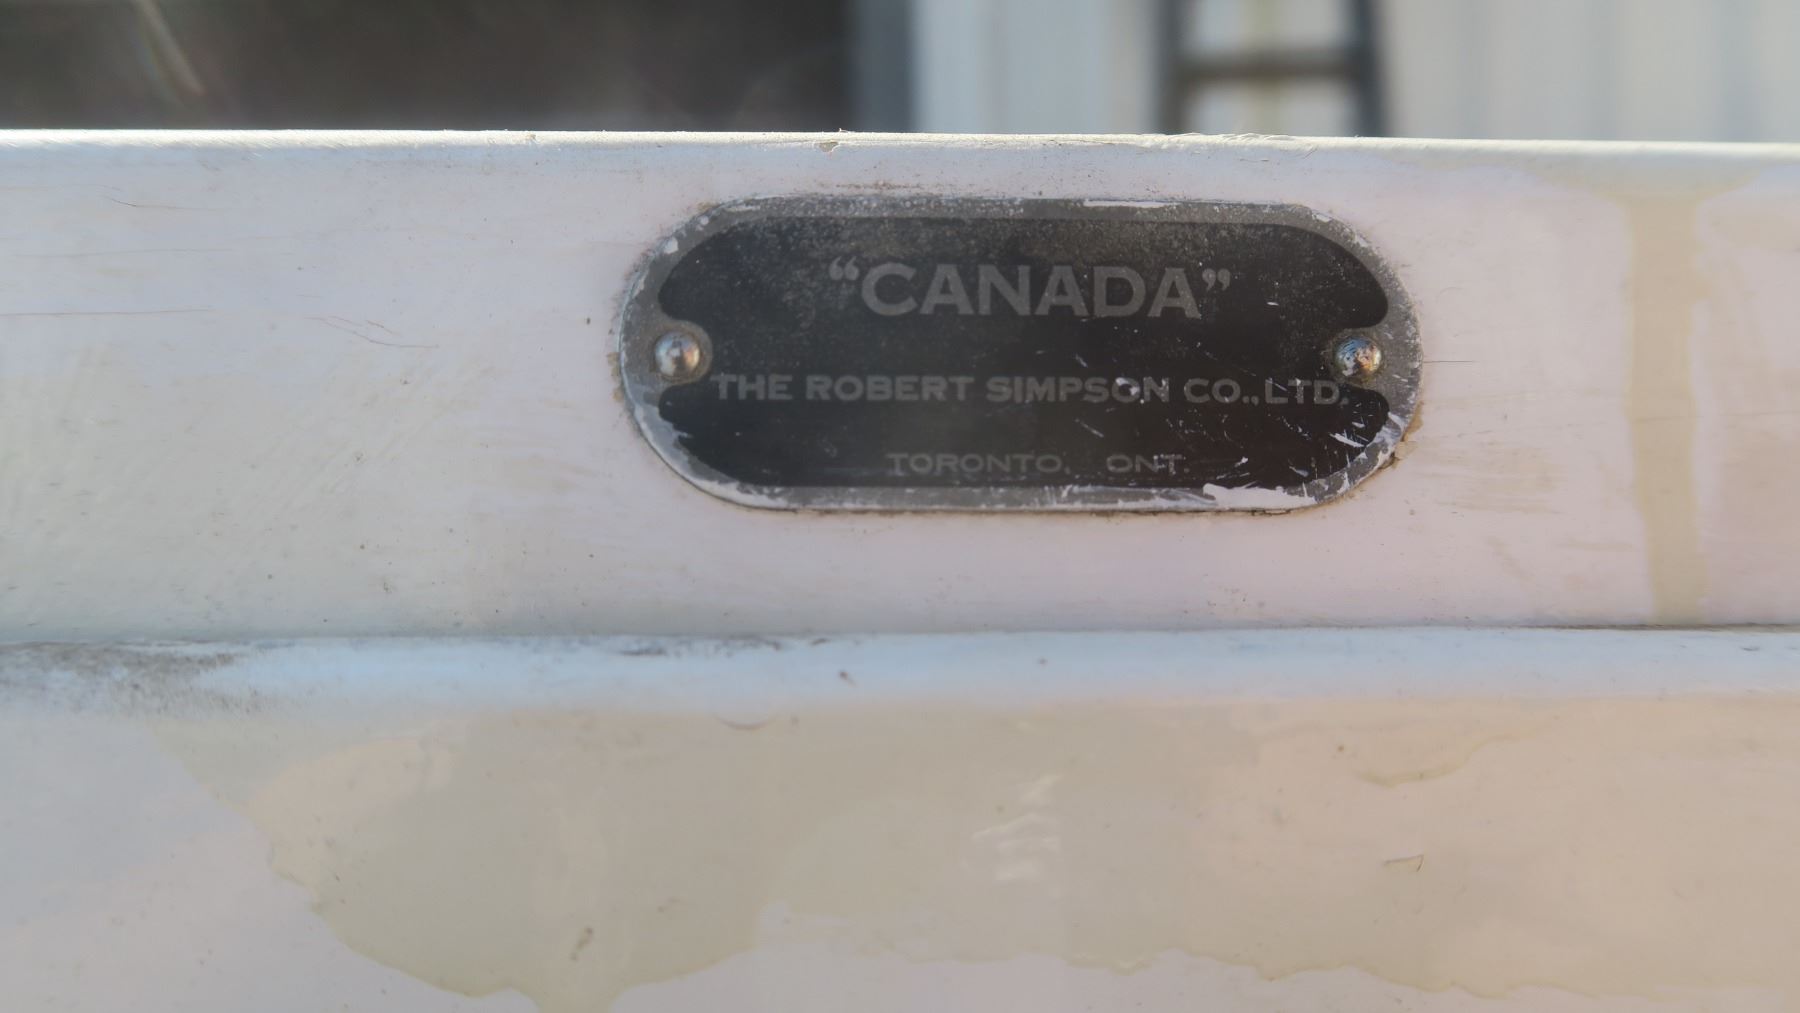 “CANADA”
THE ROBERT SIMPSON CO., LTD.
TORONTO, ONT.